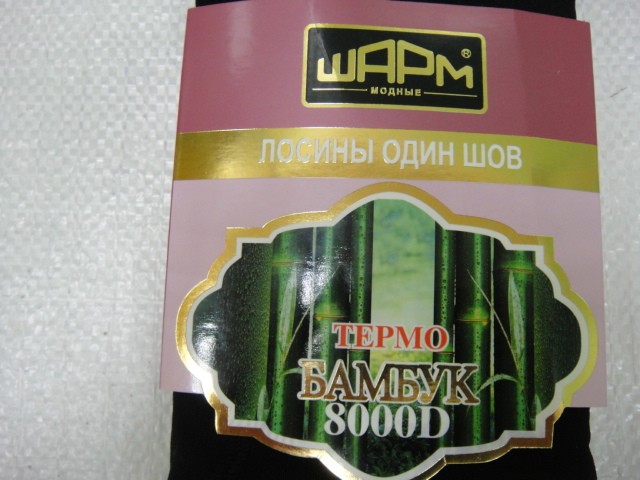 ШАРМ®
МОДНЫЕ
ЛОСИНЫ ОДИН ШОВ
ТЕРМО
БАМБУК
8000D